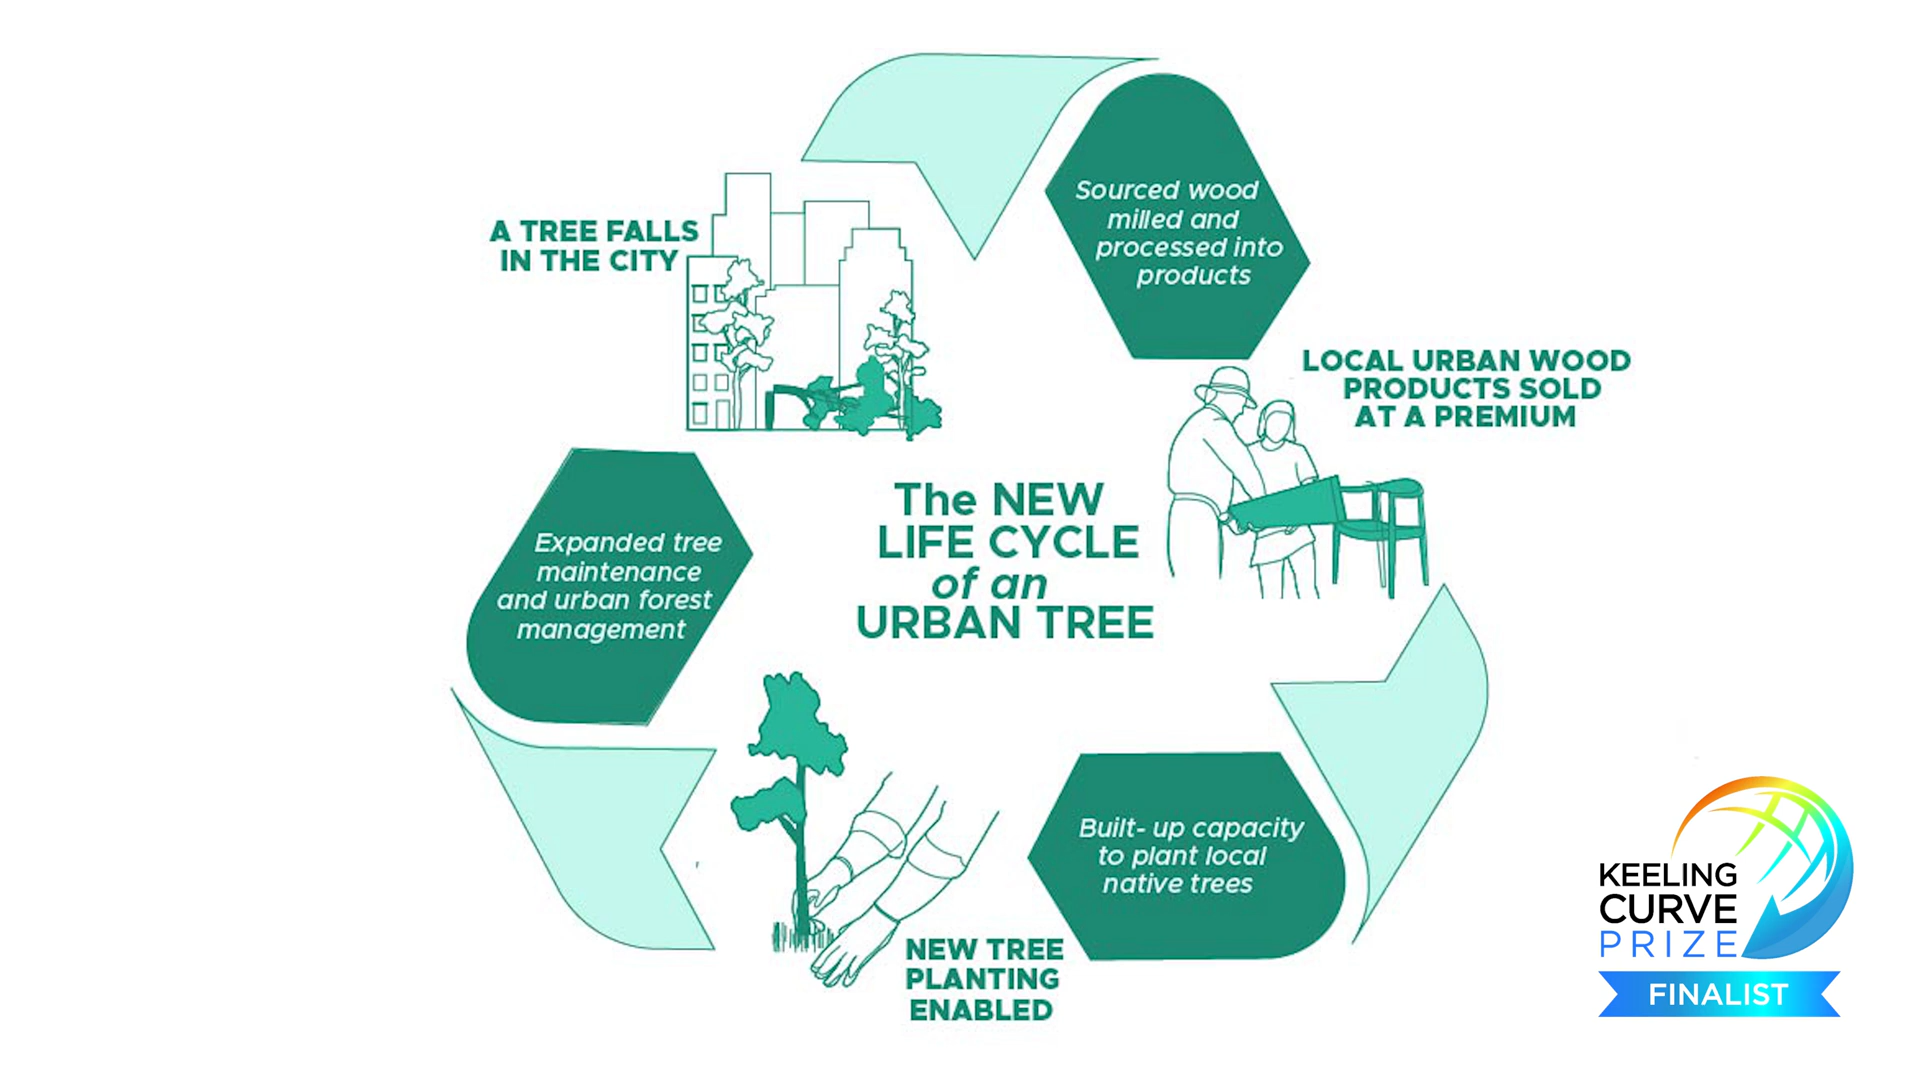 Sourced wood
milled and
processed into
products
A TREE FALLS
IN THE CITY
LOCAL URBAN WOOD
PRODUCTS SOLD
AT A PREMIUM
The NEW
LIFE CYCLE
of an
URBAN TREE
Expanded tree
maintenance
and urban forest
management
Built- up capacity
to plant local
native trees
NEW TREE
PLANTING
ENABLED
KEELING
CURVE
PRIZE
FINALIST